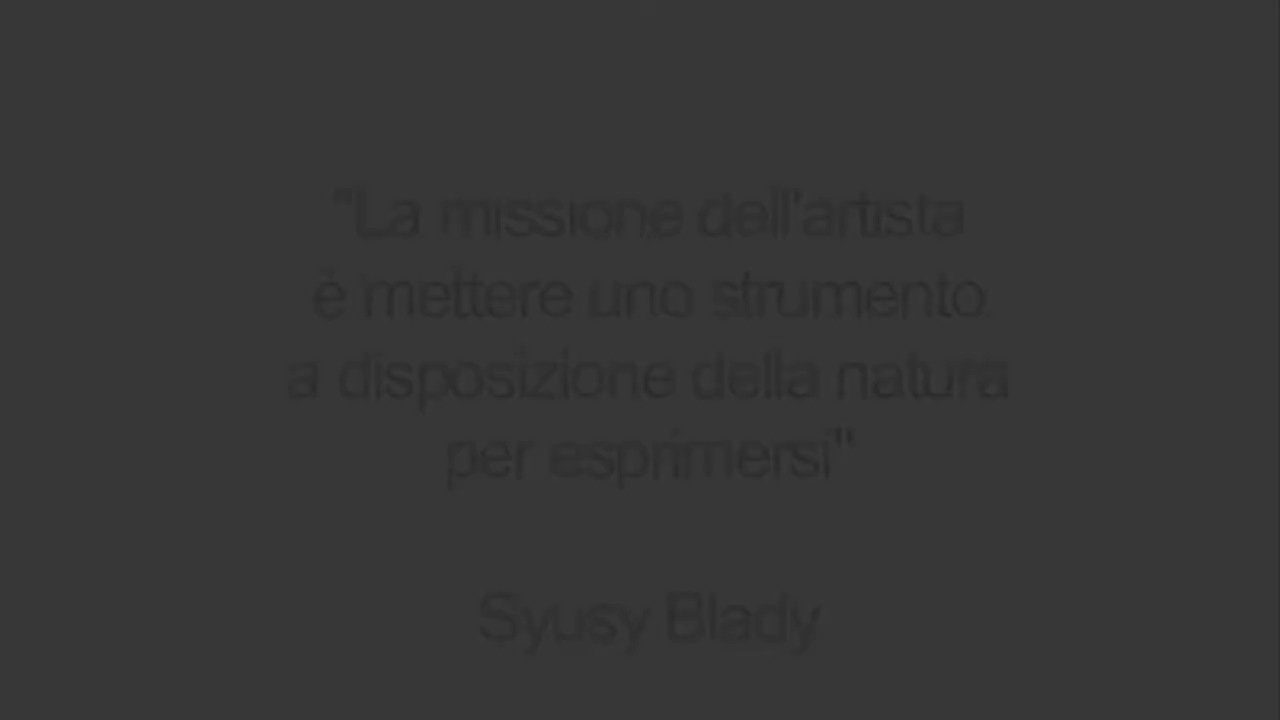 "La missione dell'artista
è mettere uno strumento
a disposizione della natura
per esprimersi"
Syusy Blady